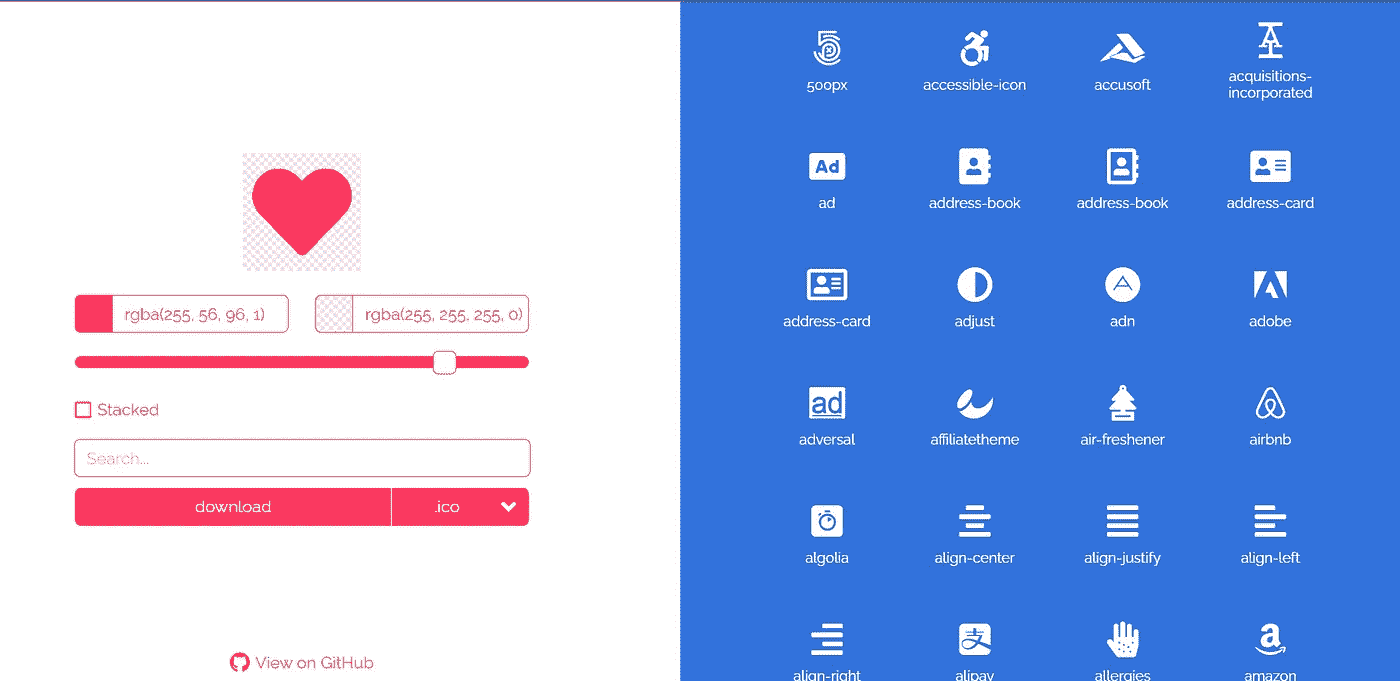 rgba(255, 56, 96, 1)
rgba(255, 255, 255, 0)
Stacked
Search...
download
.ico
View on GitHub
500px
accessible-icon
accusoft
acquisitions-
incorporated
Ad
ad
address-book
address-book
address-card
address-card
adjust
adn
adobe
ad
adversal
affiliatetheme
air-freshener
airbnb
algolia
align-center
align-justify
align-left
align-right
alipay
allergies
amazon